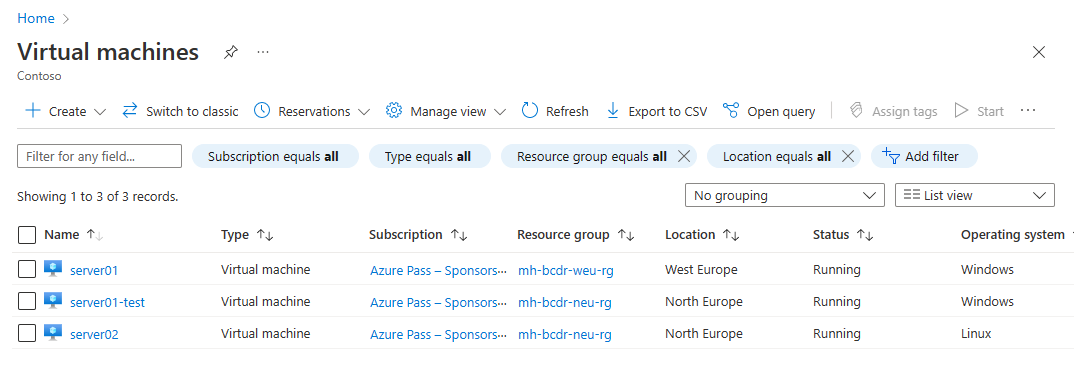 Home
Virtual machines
Contoso
Create Switch to classic Reservations Manage view Refresh Export to CSV Open query Assign tags Start
Filter for any field... Subscription equals all Type equals all Resource group equals all Location equals all Add filter
Showing 1 to 3 of 3 records. No grouping List view
Name Type Subscription Resource group Location Status Operating system
server01 Virtual machine Azure Pass – Sponsors··· mh-bcdr-weu-rg West Europe Running Windows
server01-test Virtual machine Azure Pass – Sponsors··· mh-bcdr-neu-rg North Europe Running Windows
server02 Virtual machine Azure Pass – Sponsors··· mh-bcdr-neu-rg North Europe Running Linux